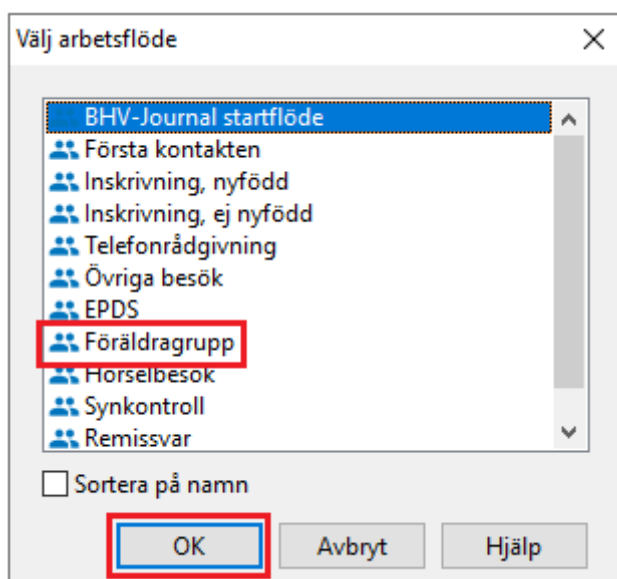 Välj arbetsflöde
BHV-Journal startflöde
Första kontakten
Inskrivning, nyfödd
Inskrivning, ej nyfödd
Telefonrådgivning
Övriga besök
EPDS
Föräldragrupp
Hörselbesök
Synkontroll
Remissvar
Sortera på namn
OK Avbryt Hjälp